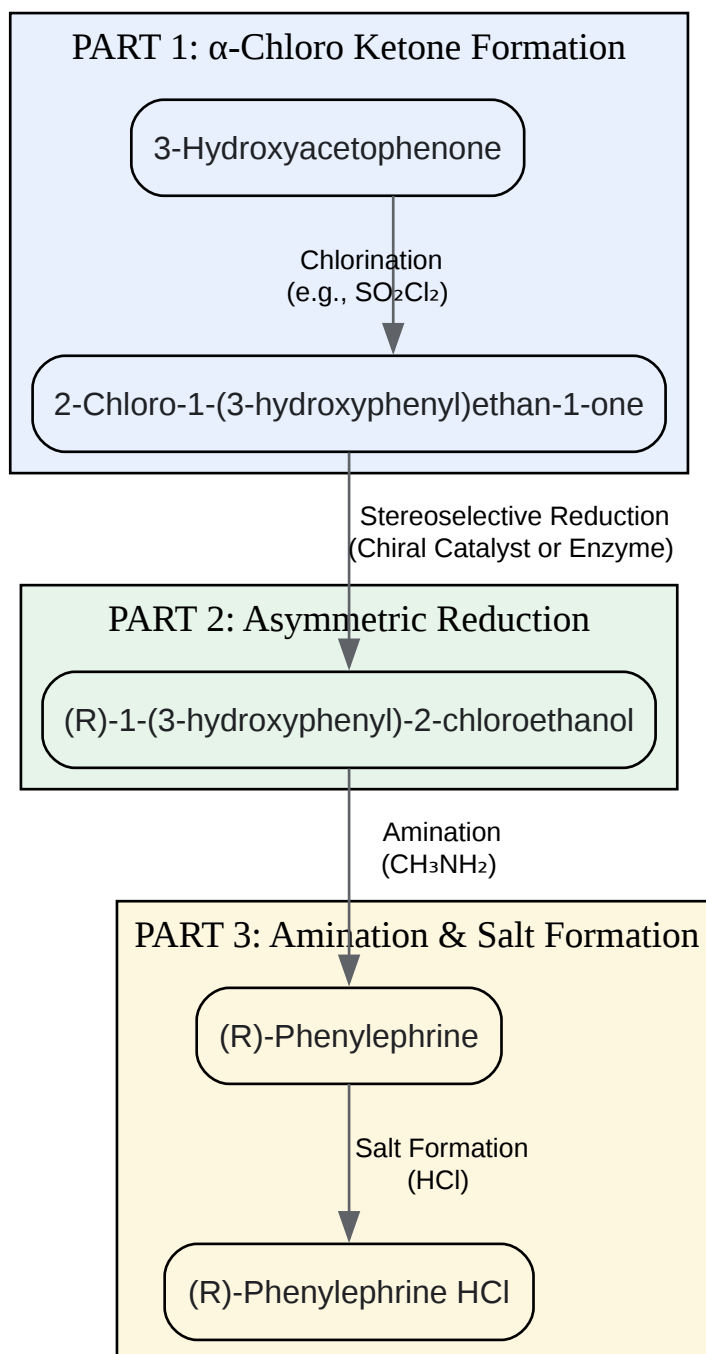 PART 1: α-Chloro Ketone Formation
3-Hydroxyacetophenone
Chlorination
(e.g., SO₂Cl₂)
2-Chloro-1-(3-hydroxyphenyl)ethan-1-one
Stereoselective Reduction
(Chiral Catalyst or Enzyme)
PART 2: Asymmetric Reduction
(R)-1-(3-hydroxyphenyl)-2-chloroethanol
Amination
(CH₃NH₂)
PART 3: Amination & Salt Formation
(R)-Phenylephrine
Salt Formation
(HCl)
(R)-Phenylephrine HCl